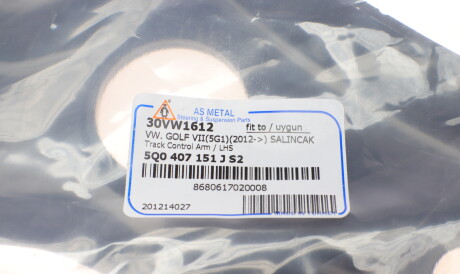 AS METAL
Steering & Suspension Parts
30VW1612 fit to / uygun
VW. GOLF VII(5G1)(2012->) SALINCAK
Track Control Arm / LHS
5Q0 407 151 J S2
8680617020008
201214027